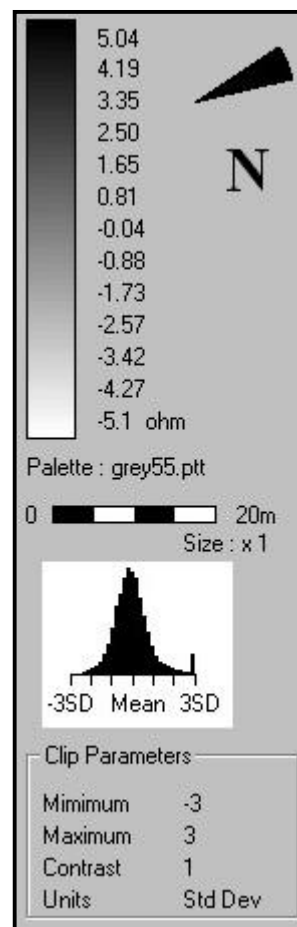 5.04
4.19
3.35
2.50
N
1.65
0.81
-0.04
-0.88
-1.73
-2.57
-3.42
-4.27
-5.1 ohm
Palette : grey55.ptt
0 20m
Size : x 1
-3SD Mean 3SD
Clip Parameters
Mimimum -3
Maximum 3
Contrast 1
Units Std Dev